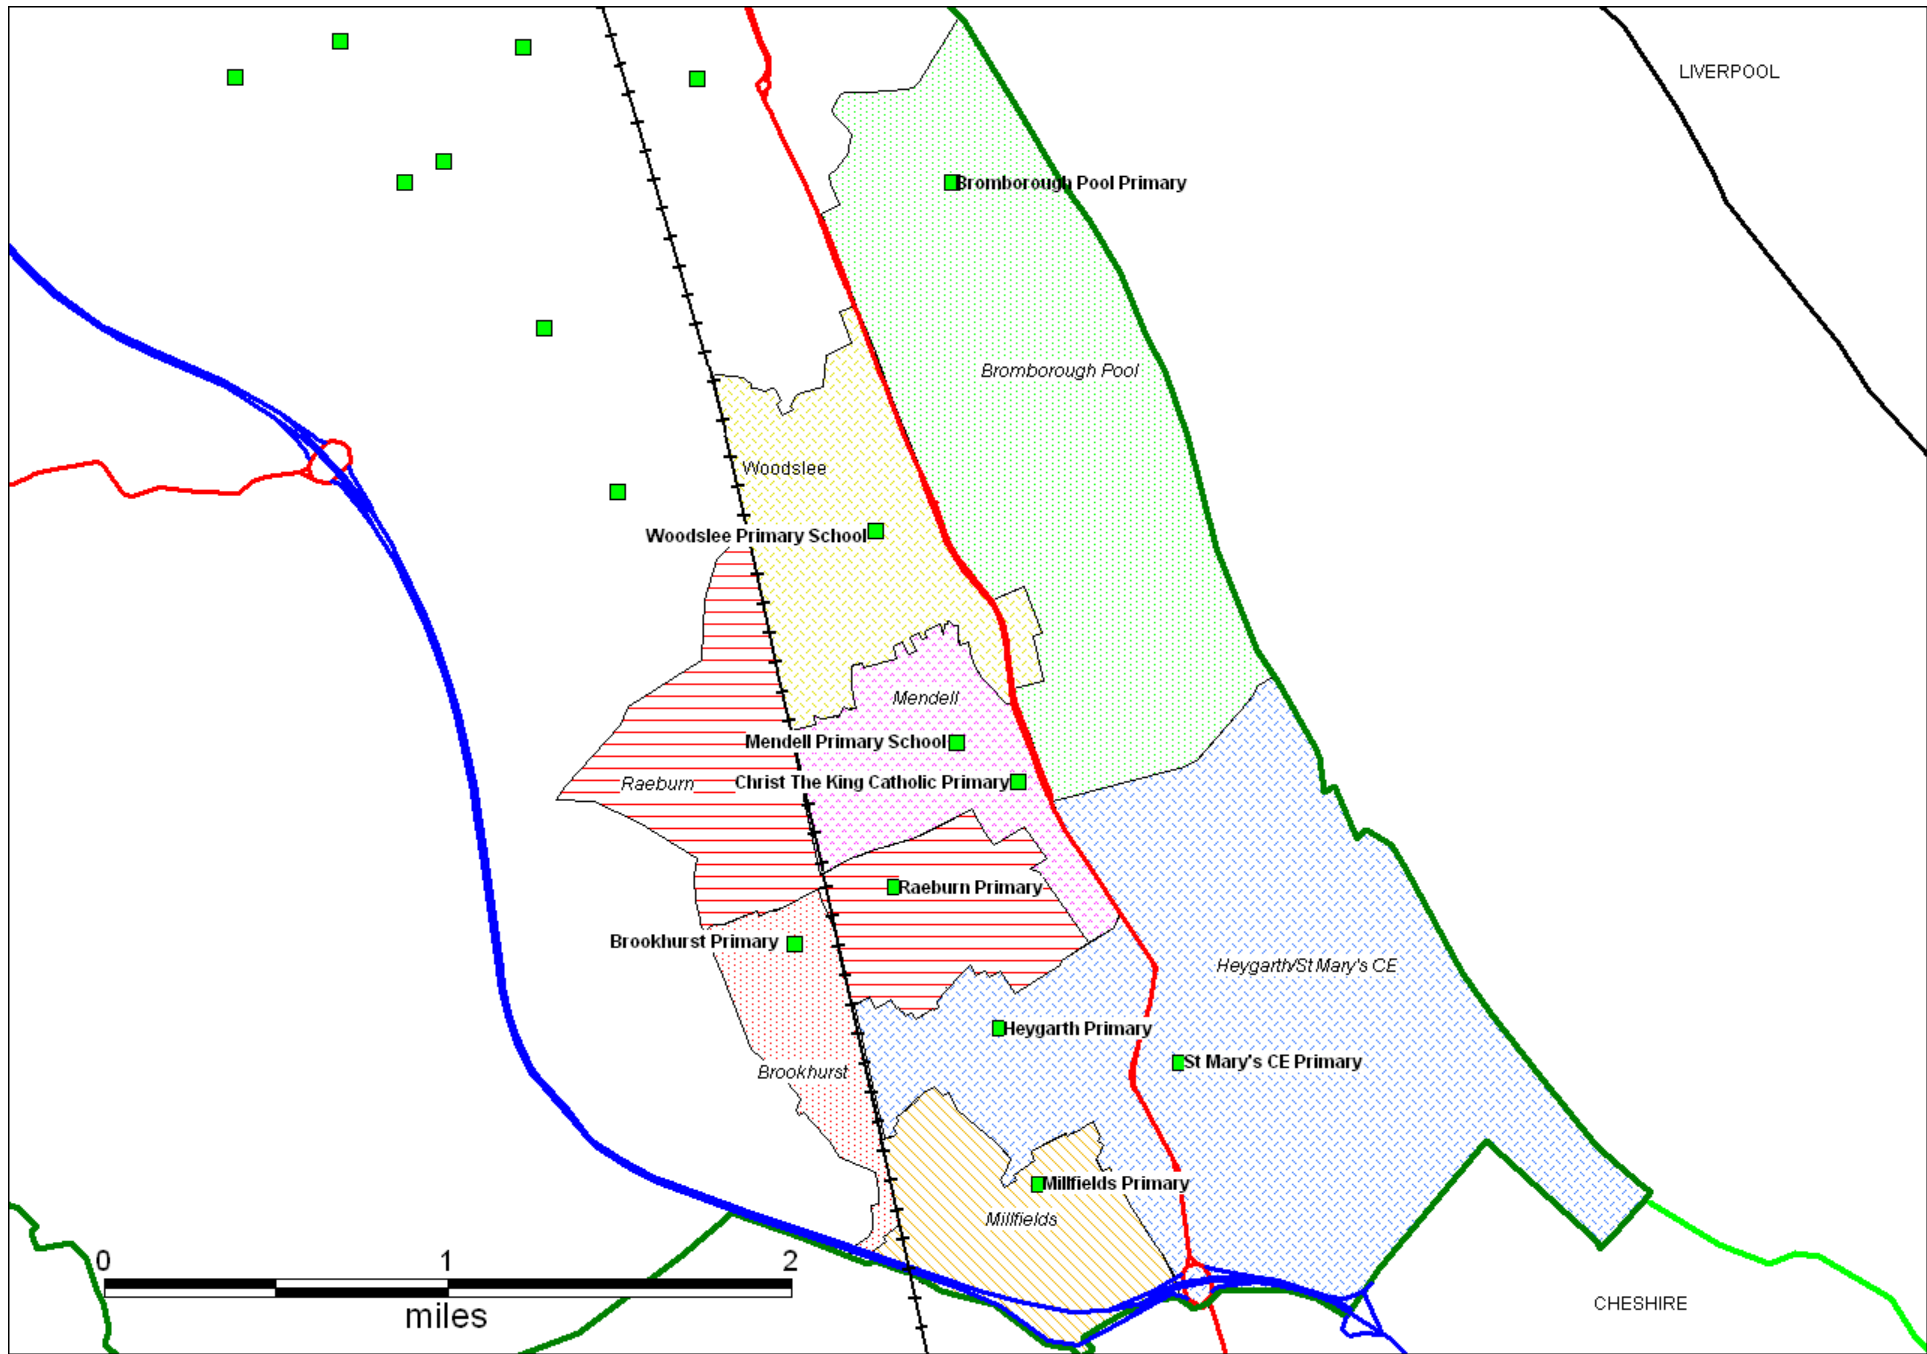 LIVERPOOL
Bromborough Pool Primary
Bromborough Pool
Woodslee
Woodslee Primary School
Mendell
Mendell Primary School
Raeburn
Christ The King Catholic Primary
Raeburn Primary
Brookhurst Primary
Heygarth/St Mary's CE
Heygarth Primary
St Mary's CE Primary
Brookhurst
Millfields Primary
Millfields
0 1 2
miles
CHESHIRE